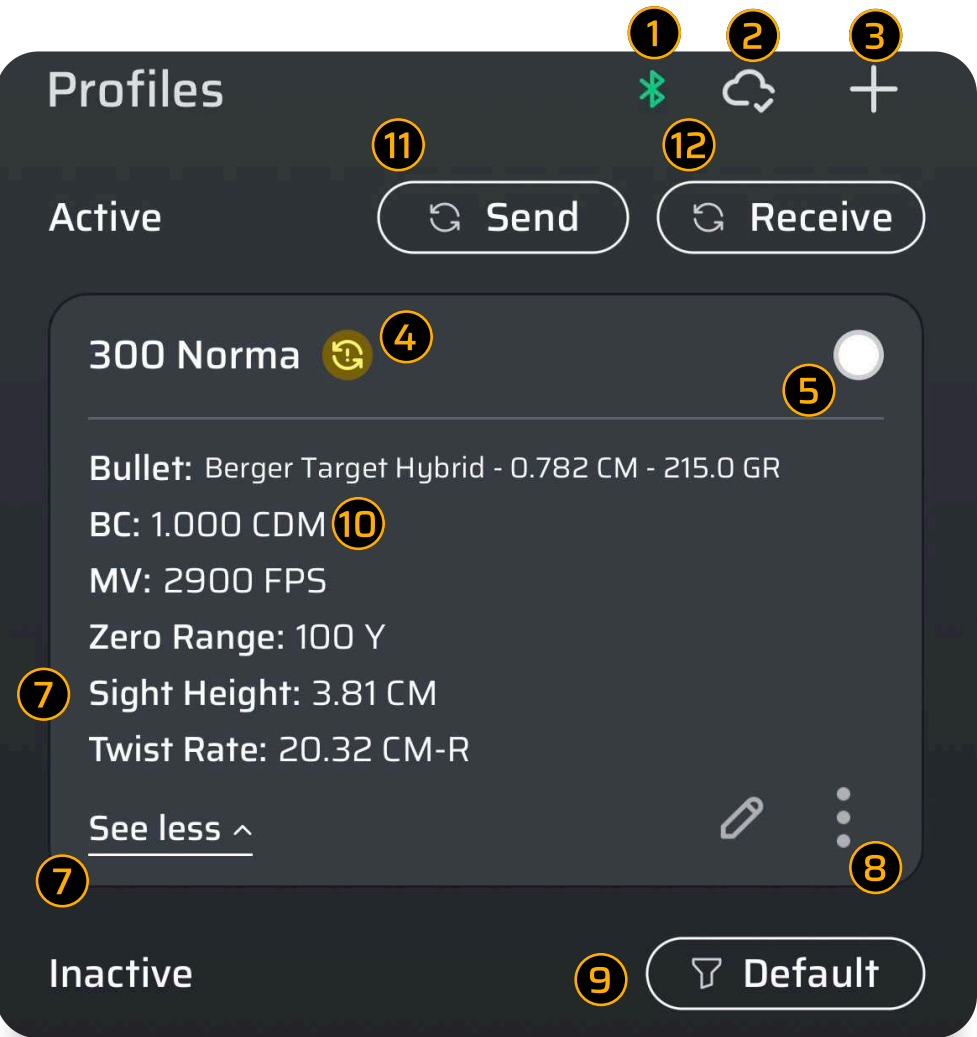 1 2 3
Profiles
11 12
Active Send Receive
300 Norma 4
5
Bullet: Berger Target Hybrid - 0.782 CM - 215.0 GR
BC: 1.000 CDM 10
MV: 2900 FPS
Zero Range: 100 Y
7 Sight Height: 3.81 CM
Twist Rate: 20.32 CM-R
See less
7 8
Inactive 9 Default